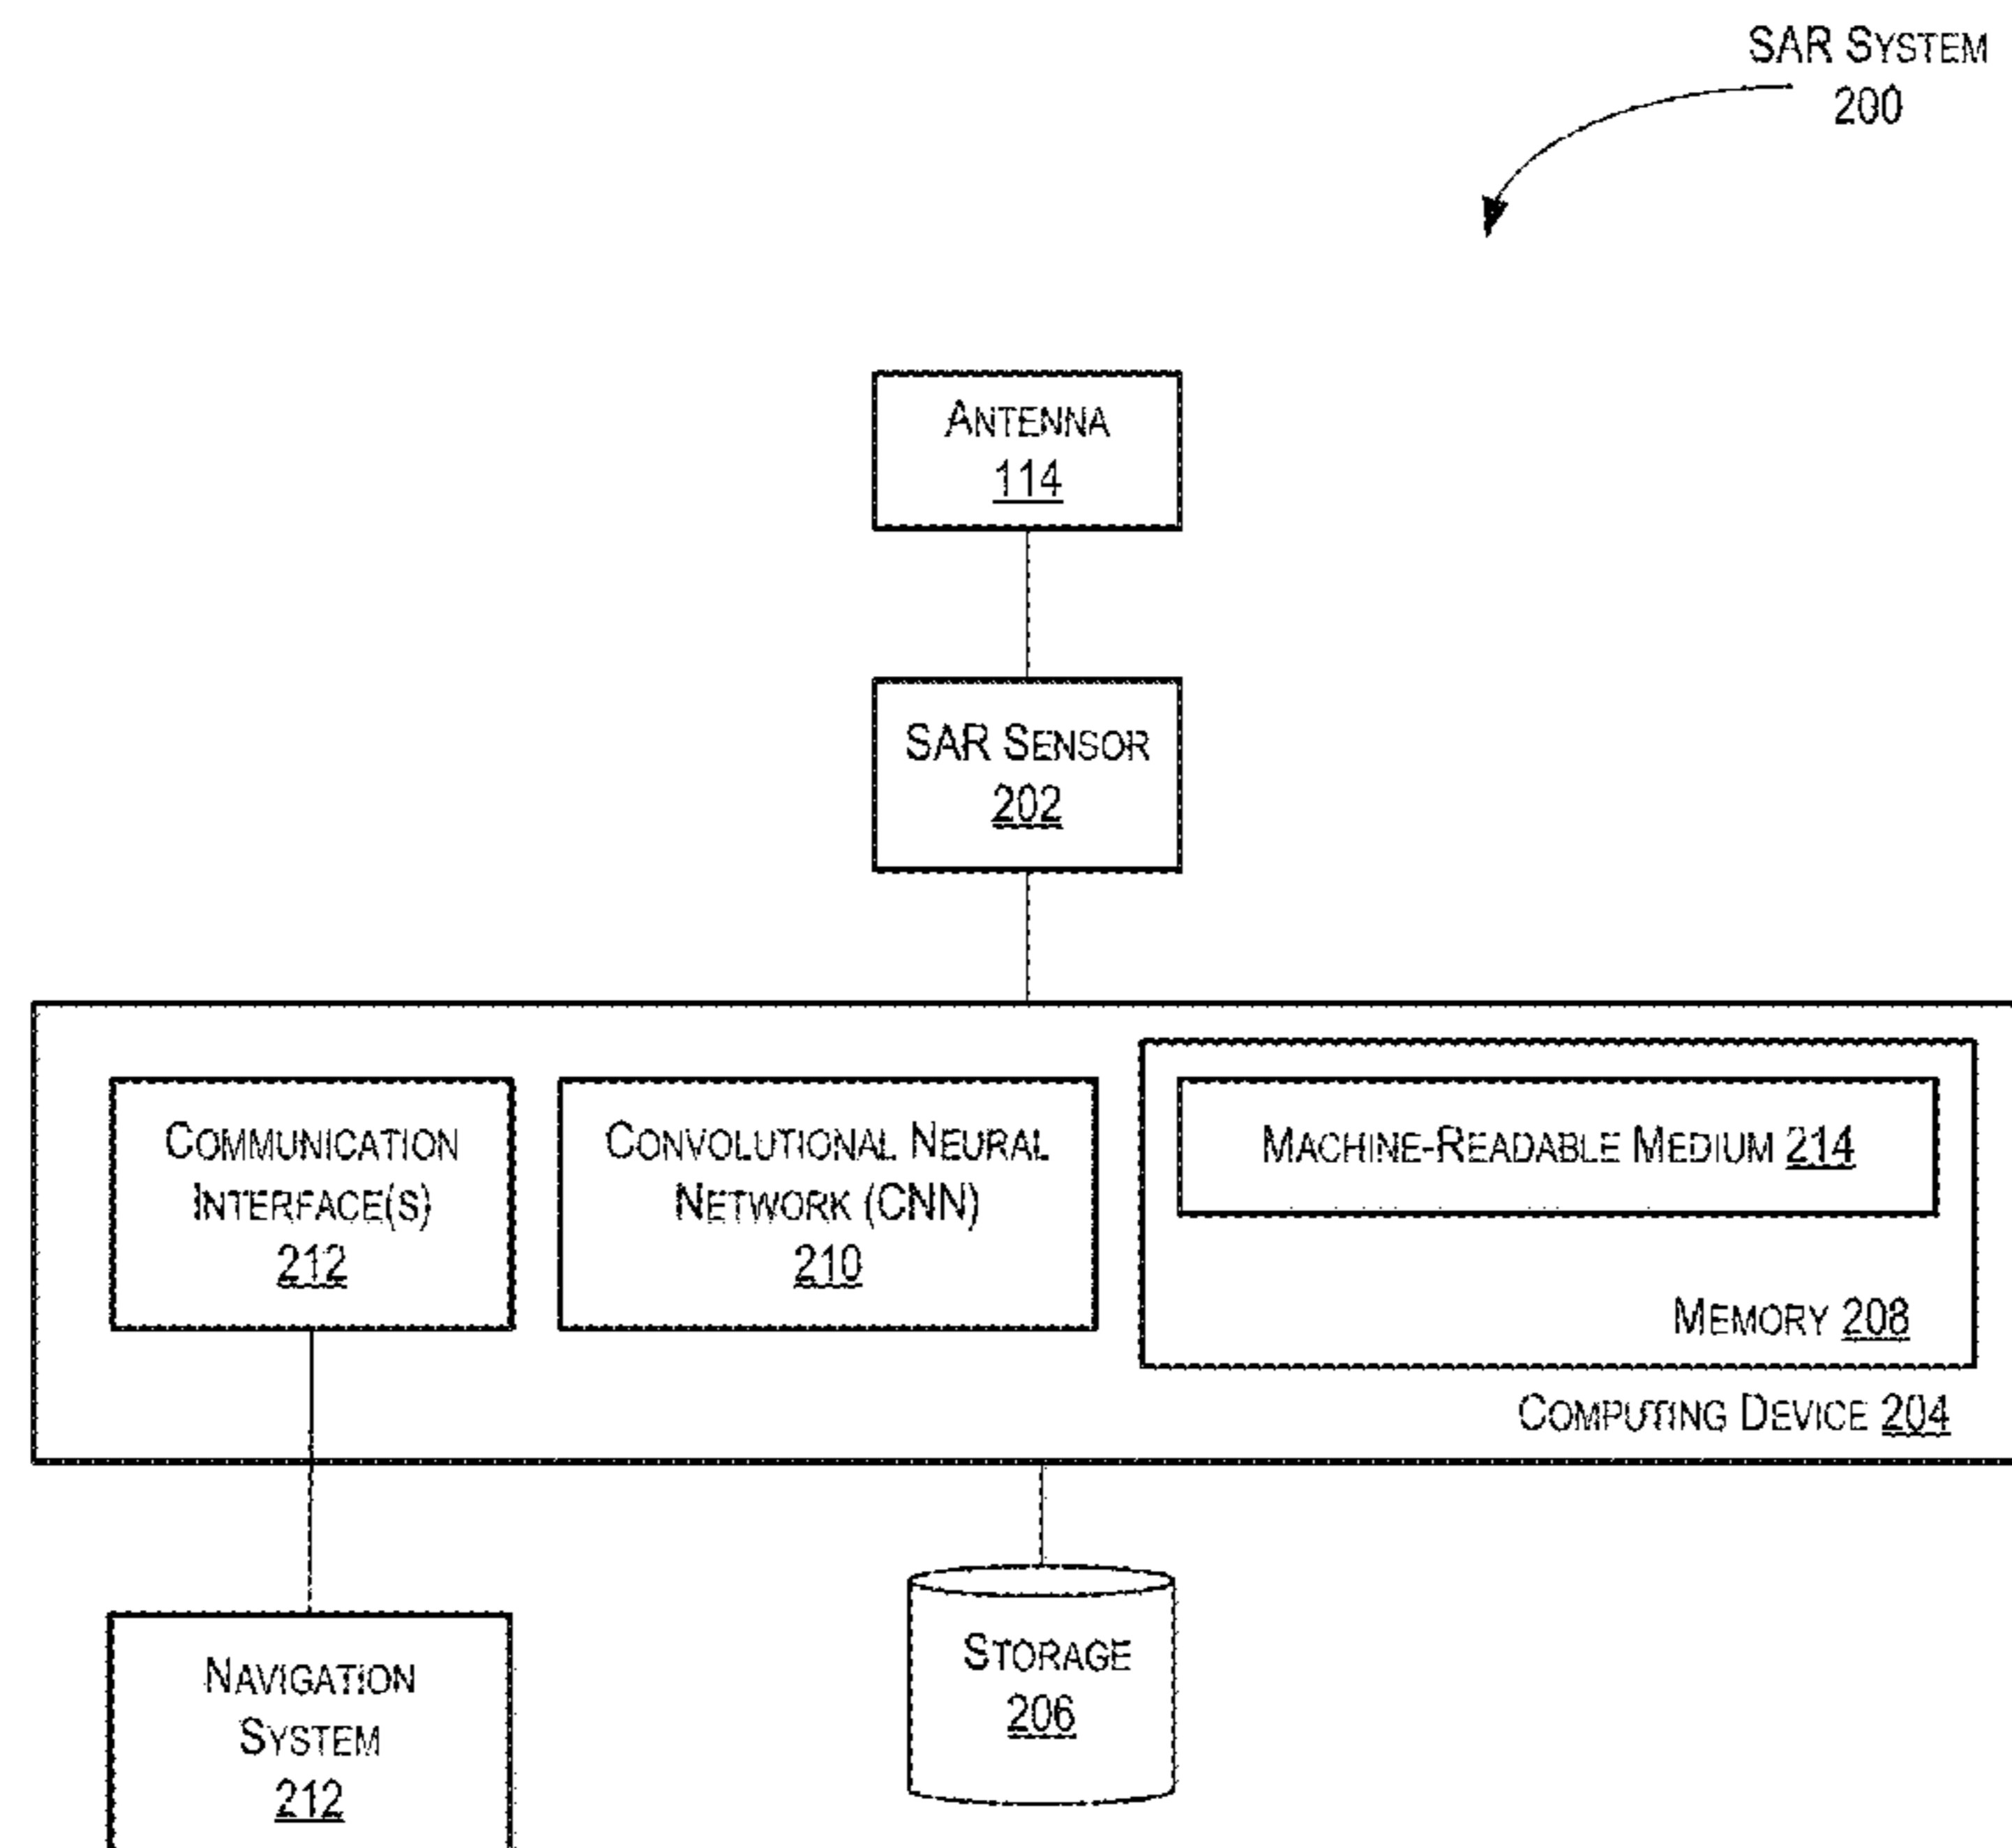 SAR SYSTEM
200
ANTENNA
114
SAR SENSOR
202
COMMUNICATION
INTERFACE(S)
212
CONVOLUTIONAL NEURAL
NETWORK (CNN)
210
MACHINE-READABLE MEDIUM 214
MEMORY 208
COMPUTING DEVICE 204
NAVIGATION
SYSTEM
212
STORAGE
206